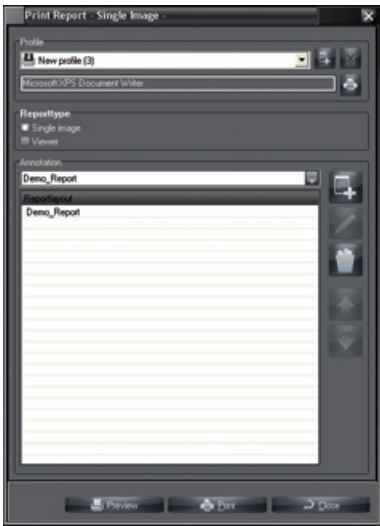 Print Report - Single Image -
Profile
New profile (3)
Microsoft XPS Document Writer
Reporttype
Single image
Viewer
Annotation
Demo_Report
Reportlayout
Demo_Report
Preview
Print
Close